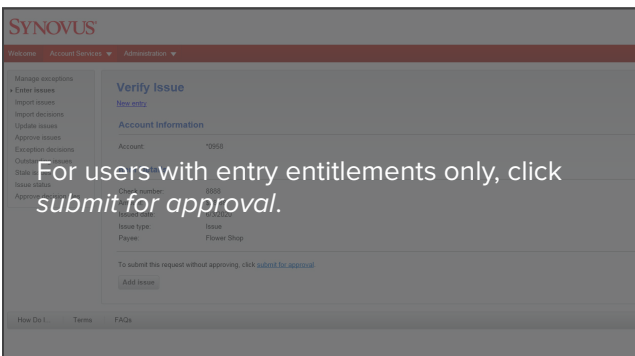 SYNOVUS
Welcome Account Services Administration
Manage exceptions
Enter issues
Import issues
Import decisions
Update issues
Approve issues
Exception decisions
Stale
Issue status
Verify Issue
New entry
Account Information
Account *0958
For users with entry entitlements only, click
submit for approval.
Check number:
Issued date:
Issue type: Issue
Payee: Flower Shop
To submit this request without approving, click submit for approval.
Add issue
How Do I... Terms FAQs